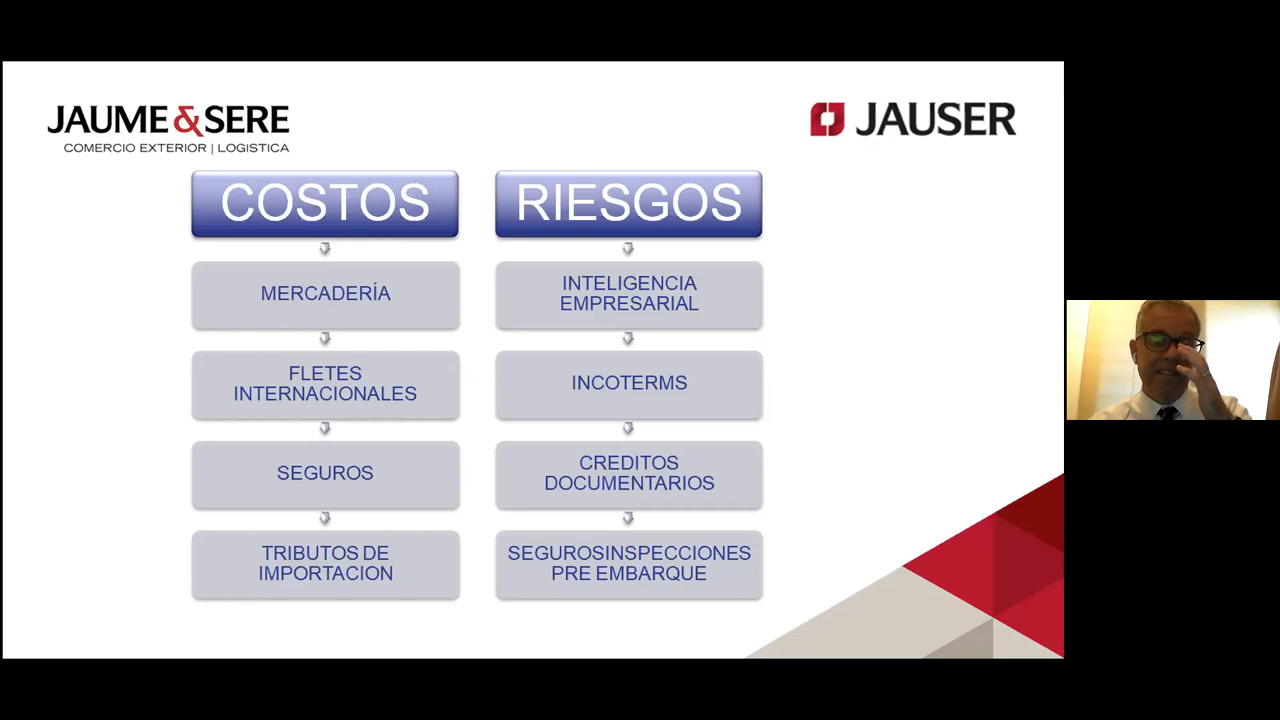 JAUME&SERE
COMERCIO EXTERIOR | LOGISTICA
JAUSER
COSTOS
MERCADERÍA
FLETES
INTERNACIONALES
SEGUROS
TRIBUTOS DE
IMPORTACION
RIESGOS
INTELIGENCIA
EMPRESARIAL
INCOTERMS
CREDITOS
DOCUMENTARIOS
SEGUROSINSPECCIONES
PRE EMBARQUE